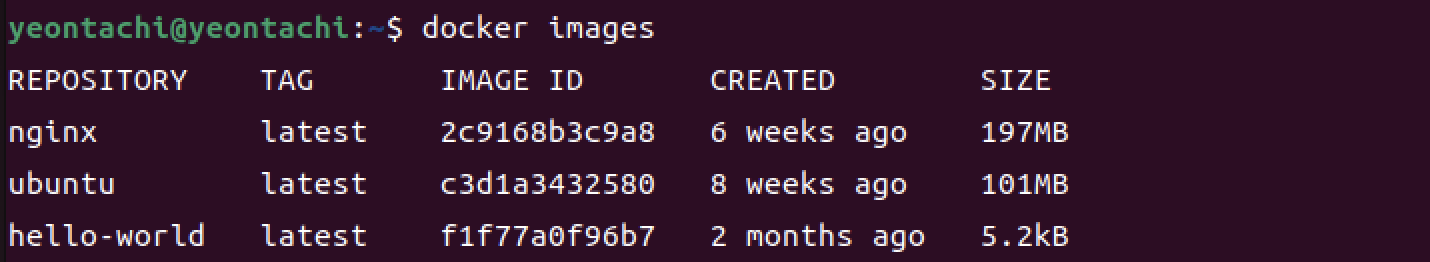 yeontachi@yeontachi:~$ docker images
REPOSITORY    TAG       IMAGE ID       CREATED        SIZE
nginx         latest    2c9168b3c9a8   6 weeks ago    197MB
ubuntu        latest    c3d1a3432580   8 weeks ago    101MB
hello-world   latest    f1f77a0f96b7   2 months ago   5.2kB